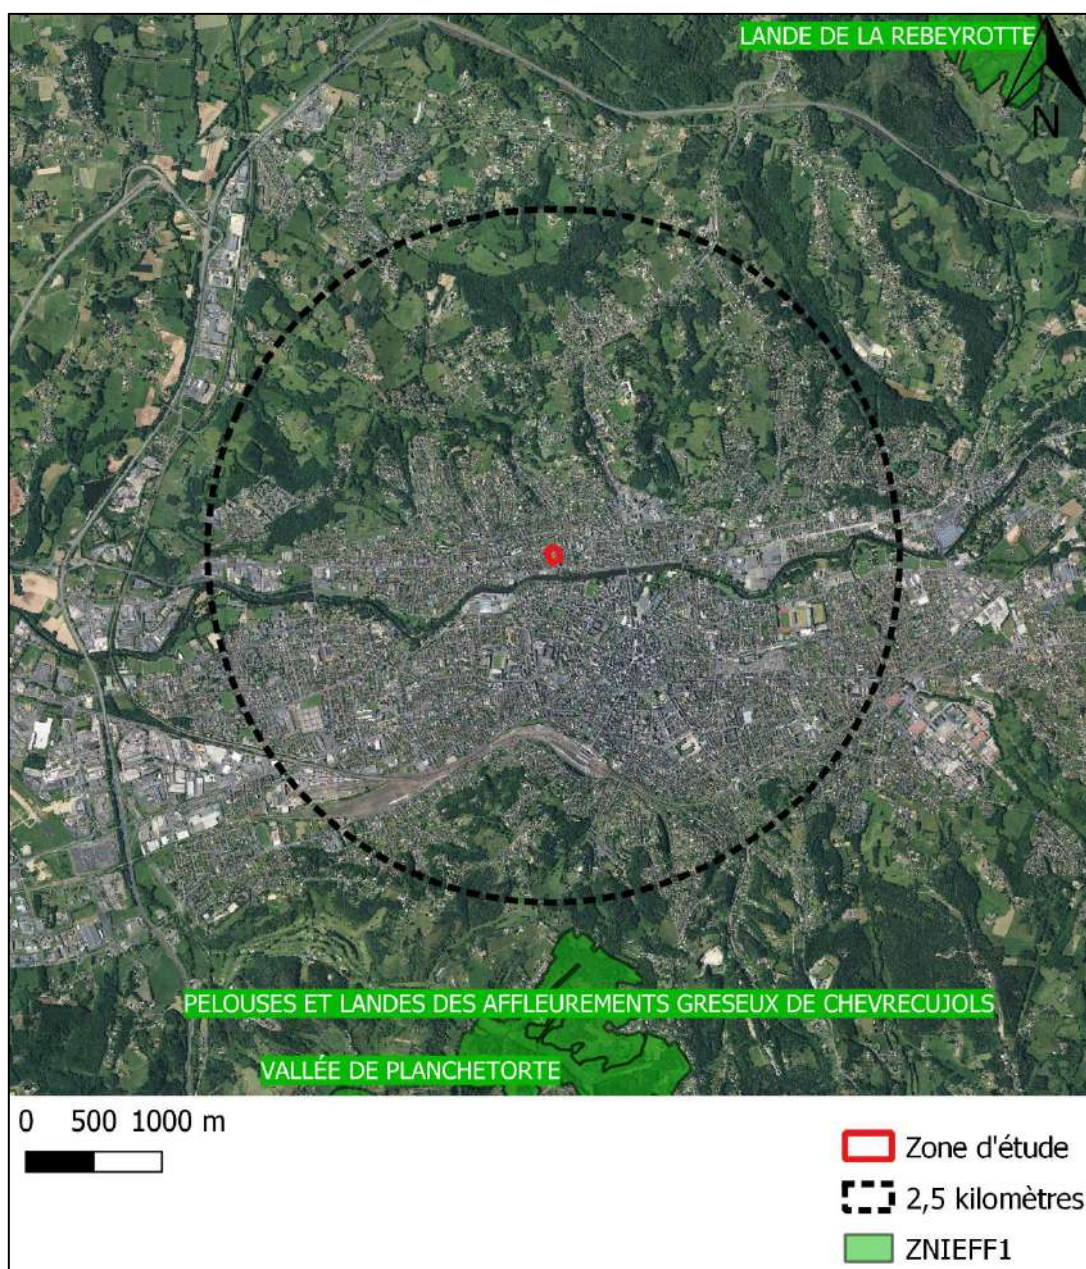 LANDE DE LA REBEYROTTE
N
PELOUSES ET LANDES DES AFFLEUREMENTS GRESEUX DE CHEVRECUJOLS
VALLÉE DE PLANCHETORTE
0 500 1000 m
Zone d'étude
2,5 kilomètres
ZNIEFF1